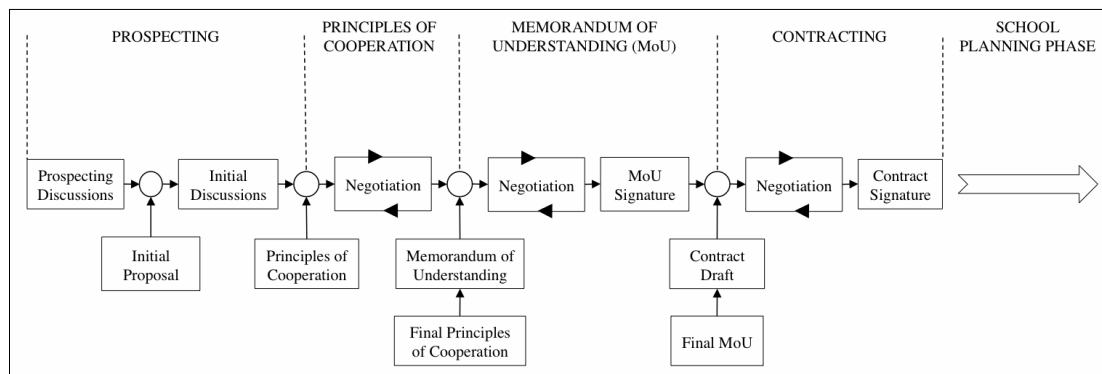 PROSPECTING
PRINCIPLES OF
COOPERATION
MEMORANDUM OF
UNDERSTANDING (MoU)
CONTRACTING
SCHOOL
PLANNING PHASE
Prospecting
Discussions
Initial
Discussions
Negotiation
Negotiation
MoU
Signature
Negotiation
Contract
Signature
Initial
Proposal
Principles of
Cooperation
Memorandum of
Understanding
Contract
Draft
Final Principles
of Cooperation
Final MoU